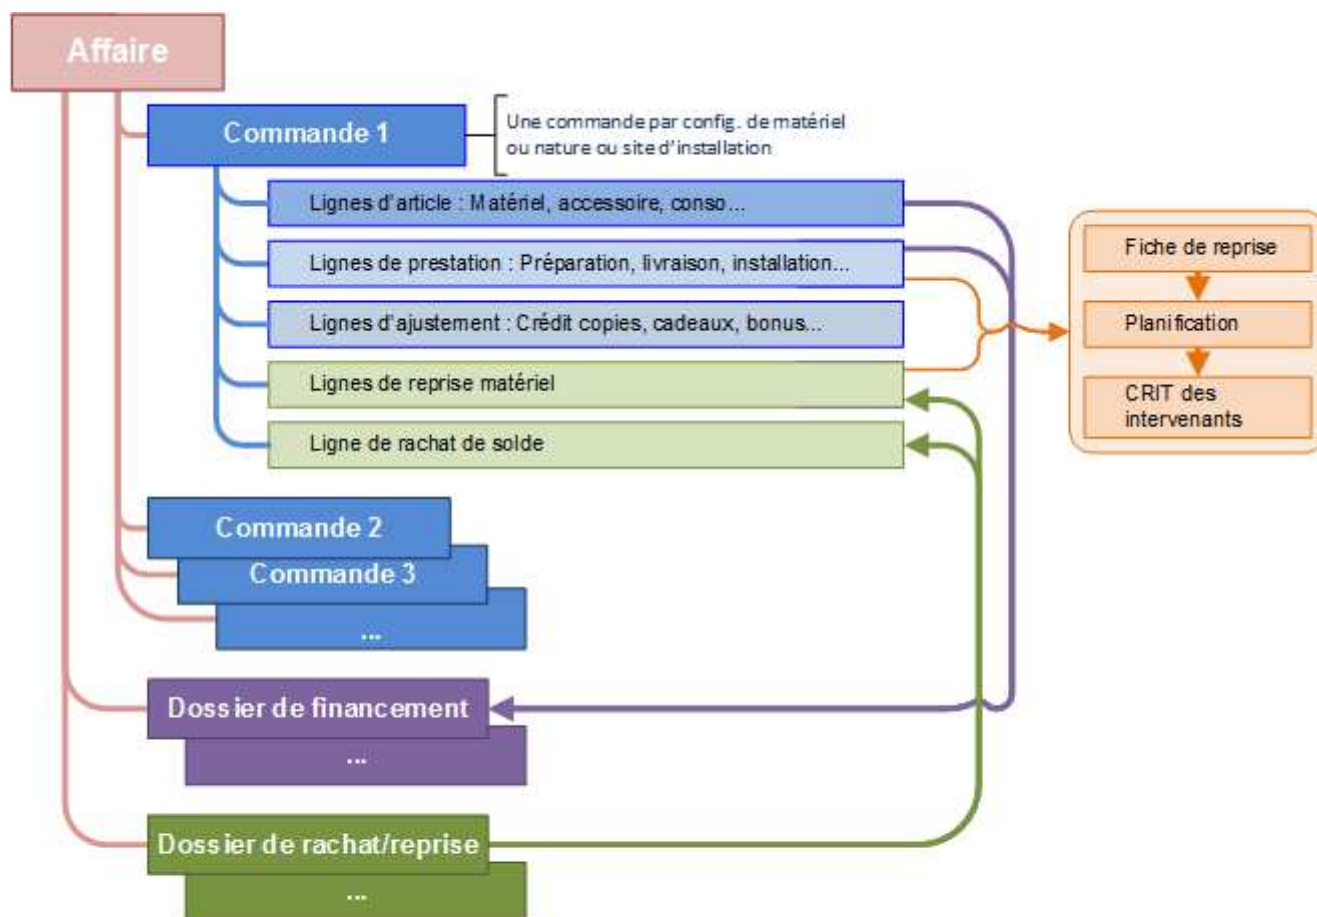 Affaire
Commande 1
Une commande par config. de matériel
ou nature ou site d'installation
Lignes d'article : Matériel, accessoire, conso...
Lignes de prestation : Préparation, livraison, installation...
Lignes d'ajustement : Crédit copies, cadeaux, bonus...
Lignes de reprise matériel
Ligne de rachat de solde
Fiche de reprise
Planification
CRIT des
intervenants
Commande 2
Commande 3
...
Dossier de financement
...
Dossier de rachat/reprise
...